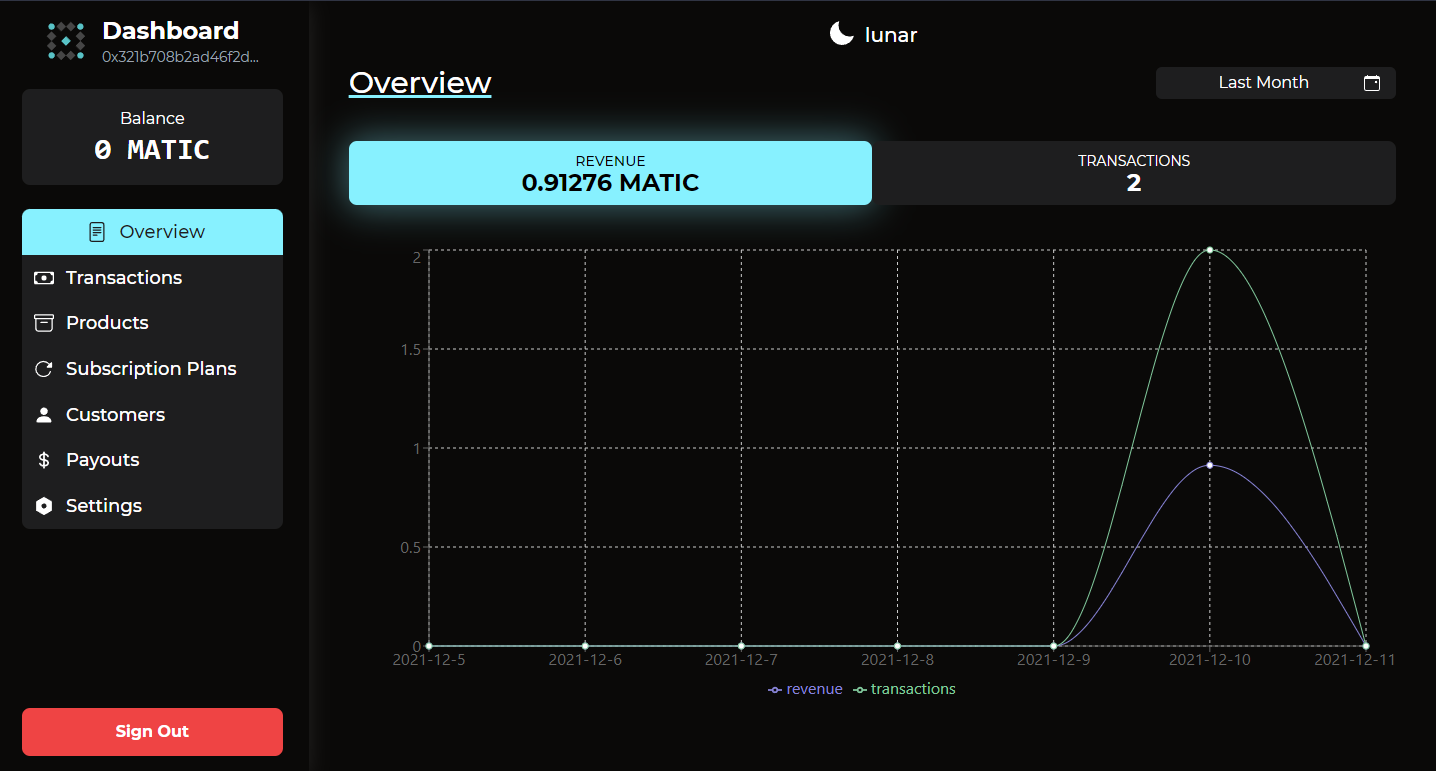 Dashboard
0x321b708b2ad46f2d...
Balance
0 MATIC
Overview
Transactions
Products
Subscription Plans
Customers
Payouts
Settings
Sign Out
lunar
Overview
Last Month
REVENUE
0.91276 MATIC
TRANSACTIONS
2
2
1.5
1
0.5
0
2021-12-5 2021-12-6 2021-12-7 2021-12-8 2021-12-9 2021-12-10 2021-12-11
revenue transactions